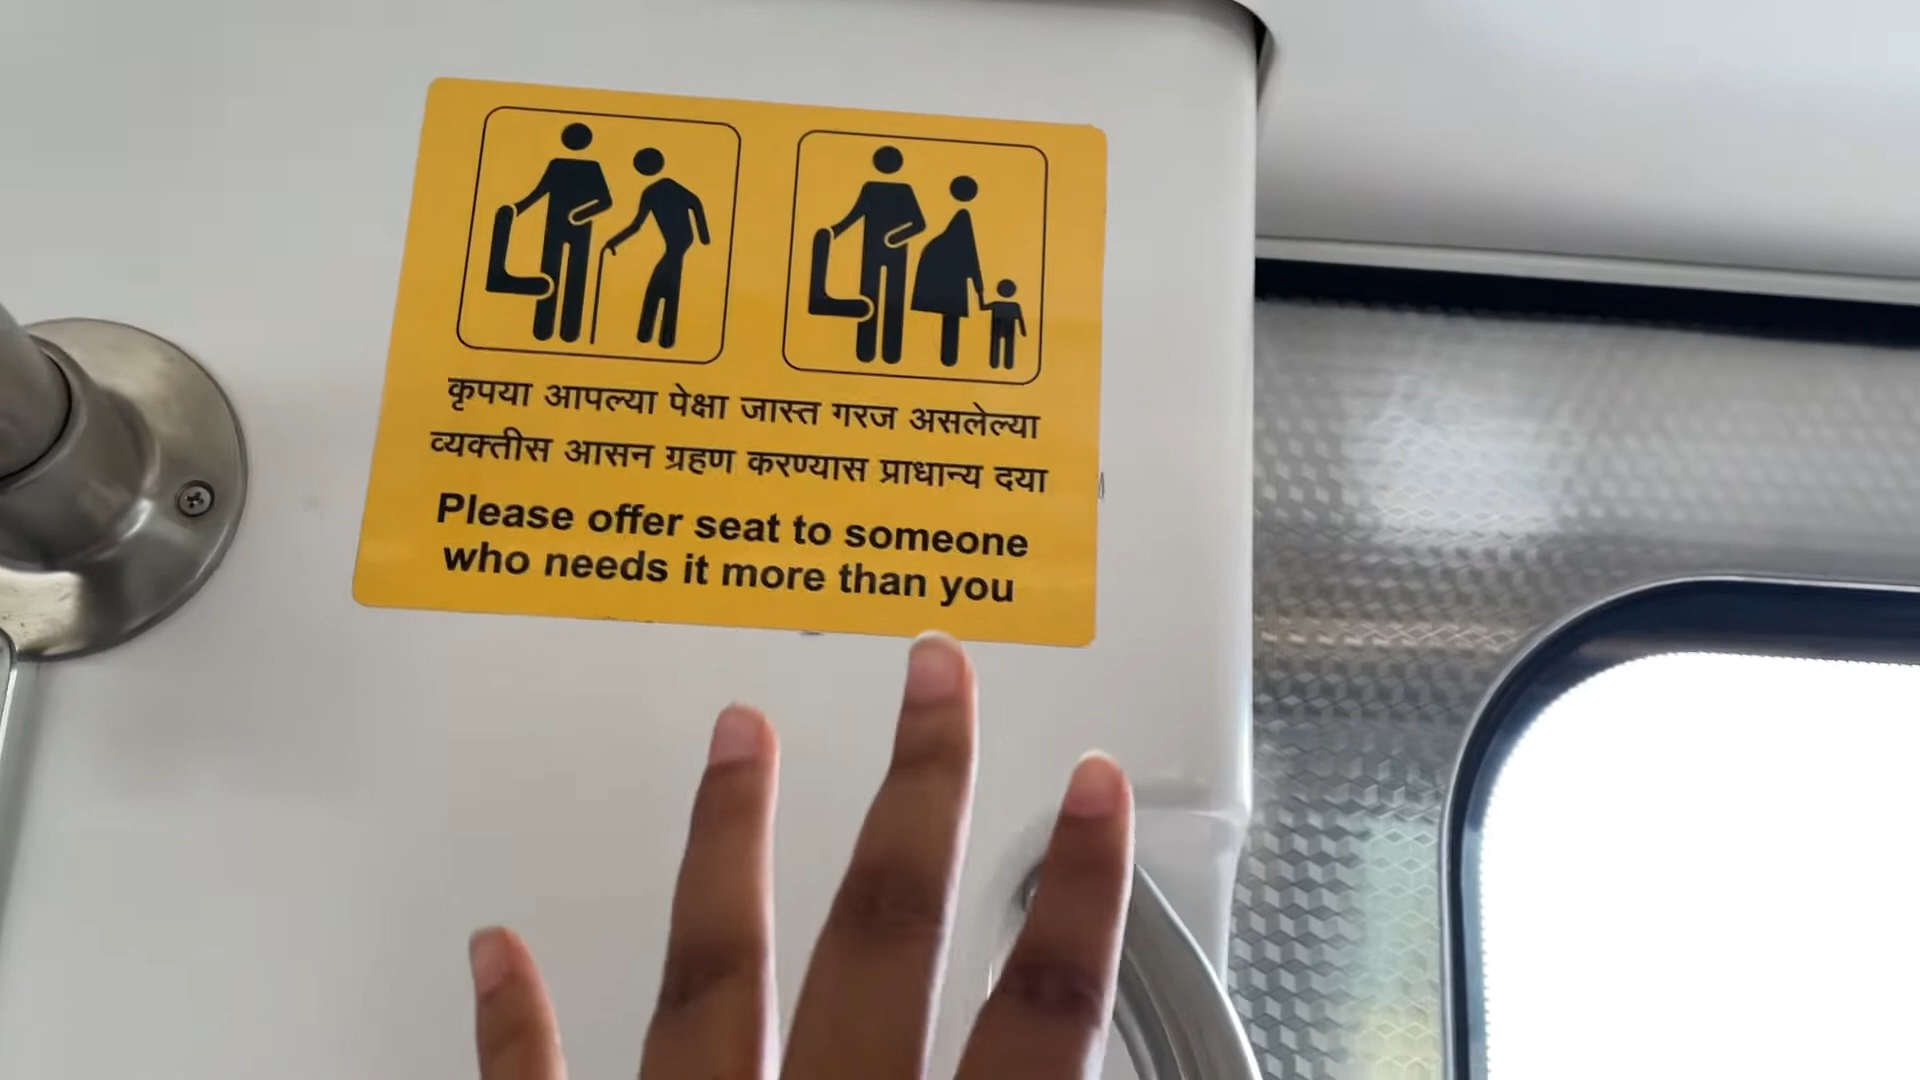 कृपया आपल्या पेक्षा जास्त गरज असलेल्या
व्यक्तीस आसन ग्रहण करण्यास प्राधान्य दया
Please offer seat to someone
who needs it more than you